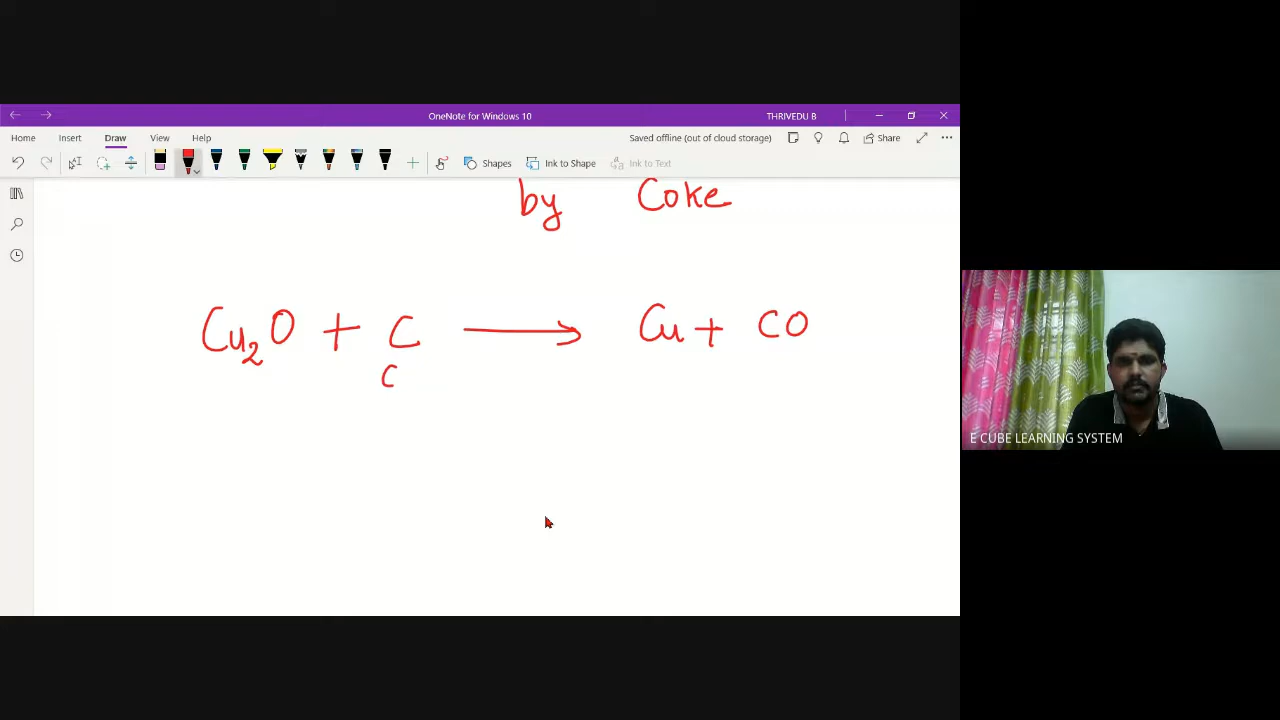 OneNote for Windows 10
THRIVEDU B
Home Insert Draw View Help
Saved offline (out of cloud storage)
Share
Shapes
Ink to Shape
Ink to Text
by Coke
Cu2O + C → Cu + CO
C
E CUBE LEARNING SYSTEM